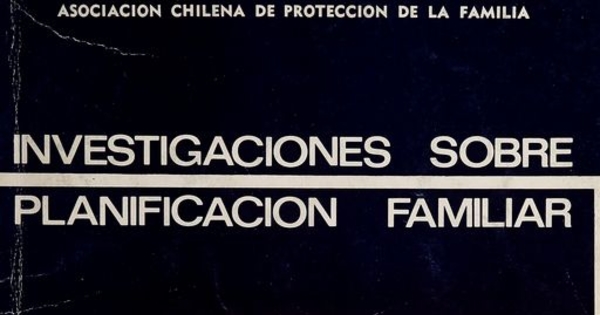 ASOCIACION CHILENA DE PROTECCION DE LA FAMILIA
INVESTIGACIONES SOBRE
PLANIFICACION FAMILIAR